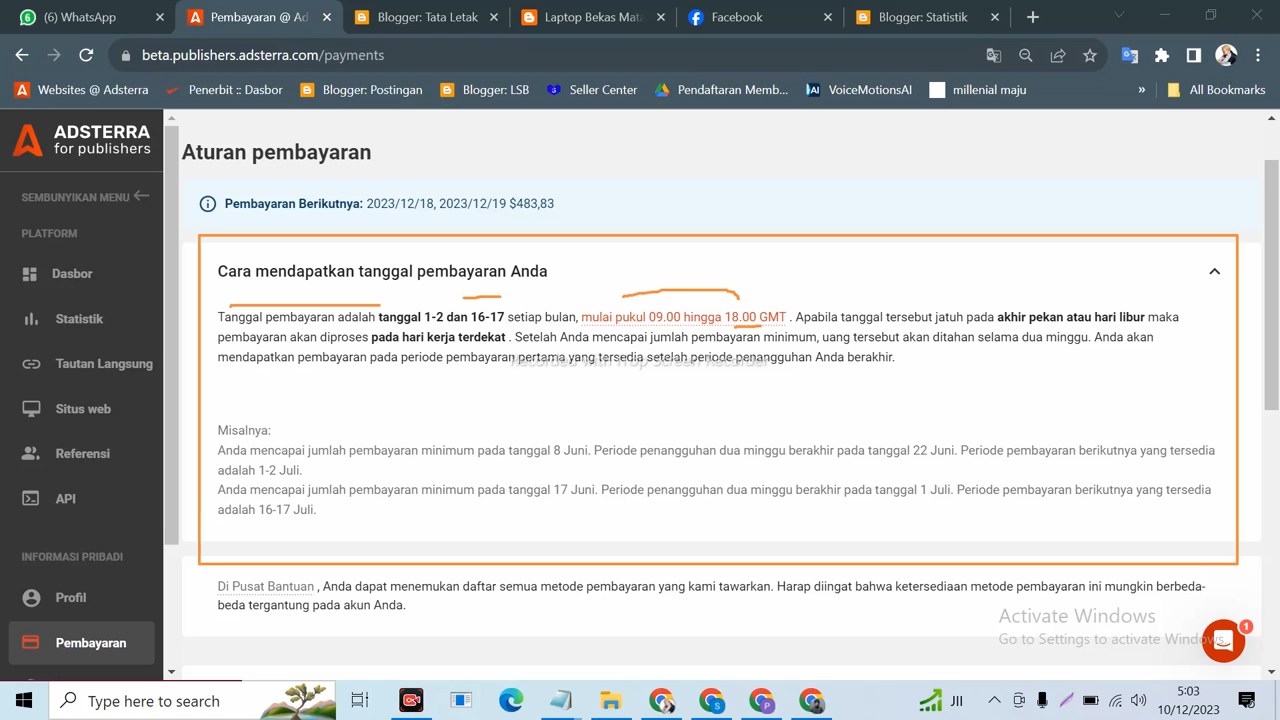 (6) WhatsApp
Pembayaran @ Ad
Blogger: Tata Letak
Laptop Bekas Mat
Facebook
Blogger: Statistik
beta.publishers.adsterra.com/payments
Websites @ Adsterra
Penerbit :: Dasbor
Blogger: Postingan
Blogger: LSB
Seller Center
Pendaftaran Memb...
VoiceMotionsAI
millenial maju
»
All Bookmarks
ADSTERRA
for publishers
SEMBUNYIKAN MENU
PLATFORM
Dasbor
Statistik
Tautan Langsung
Situs web
Referensi
API
INFORMASI PRIBADI
Profil
Pembayaran
Aturan pembayaran
Pembayaran Berikutnya: 2023/12/18, 2023/12/19 $483,83
Cara mendapatkan tanggal pembayaran Anda
Tanggal pembayaran adalah tanggal 1-2 dan 16-17 setiap bulan, mulai pukul 09.00 hingga 18.00 GMT . Apabila tanggal tersebut jatuh pada akhir pekan atau hari libur maka
pembayaran akan diproses pada hari kerja terdekat . Setelah Anda mencapai jumlah pembayaran minimum, uang tersebut akan ditahan selama dua minggu. Anda akan
mendapatkan pembayaran pada periode pembayaran pertama yang tersedia setelah periode penangguhan Anda berakhir.
Recorded with iTop Screen Recorder
Misalnya:
Anda mencapai jumlah pembayaran minimum pada tanggal 8 Juni. Periode penangguhan dua minggu berakhir pada tanggal 22 Juni. Periode pembayaran berikutnya yang tersedia
adalah 1-2 Juli.
Anda mencapai jumlah pembayaran minimum pada tanggal 17 Juni. Periode penangguhan dua minggu berakhir pada tanggal 1 Juli. Periode pembayaran berikutnya yang tersedia
adalah 16-17 Juli.
Di Pusat Bantuan , Anda dapat menemukan daftar semua metode pembayaran yang kami tawarkan. Harap diingat bahwa ketersediaan metode pembayaran ini mungkin berbeda-
beda tergantung pada akun Anda.
Activate Windows
Go to Settings to activate Windows.
1
Type here to search
JII
5:03
10/12/2023